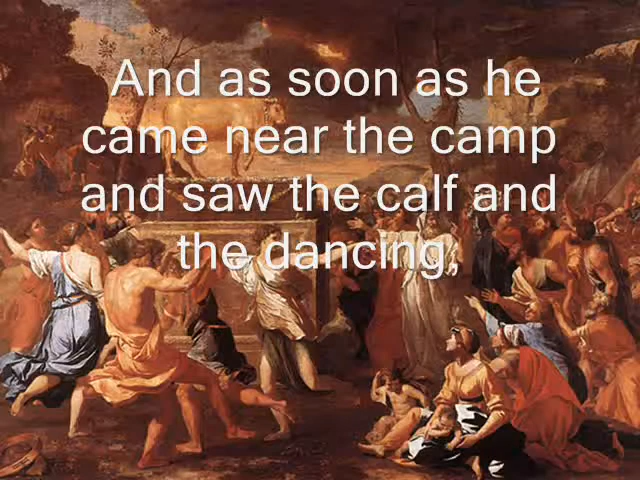 And as soon as he
came near the camp
and saw the calf and
the dancing,